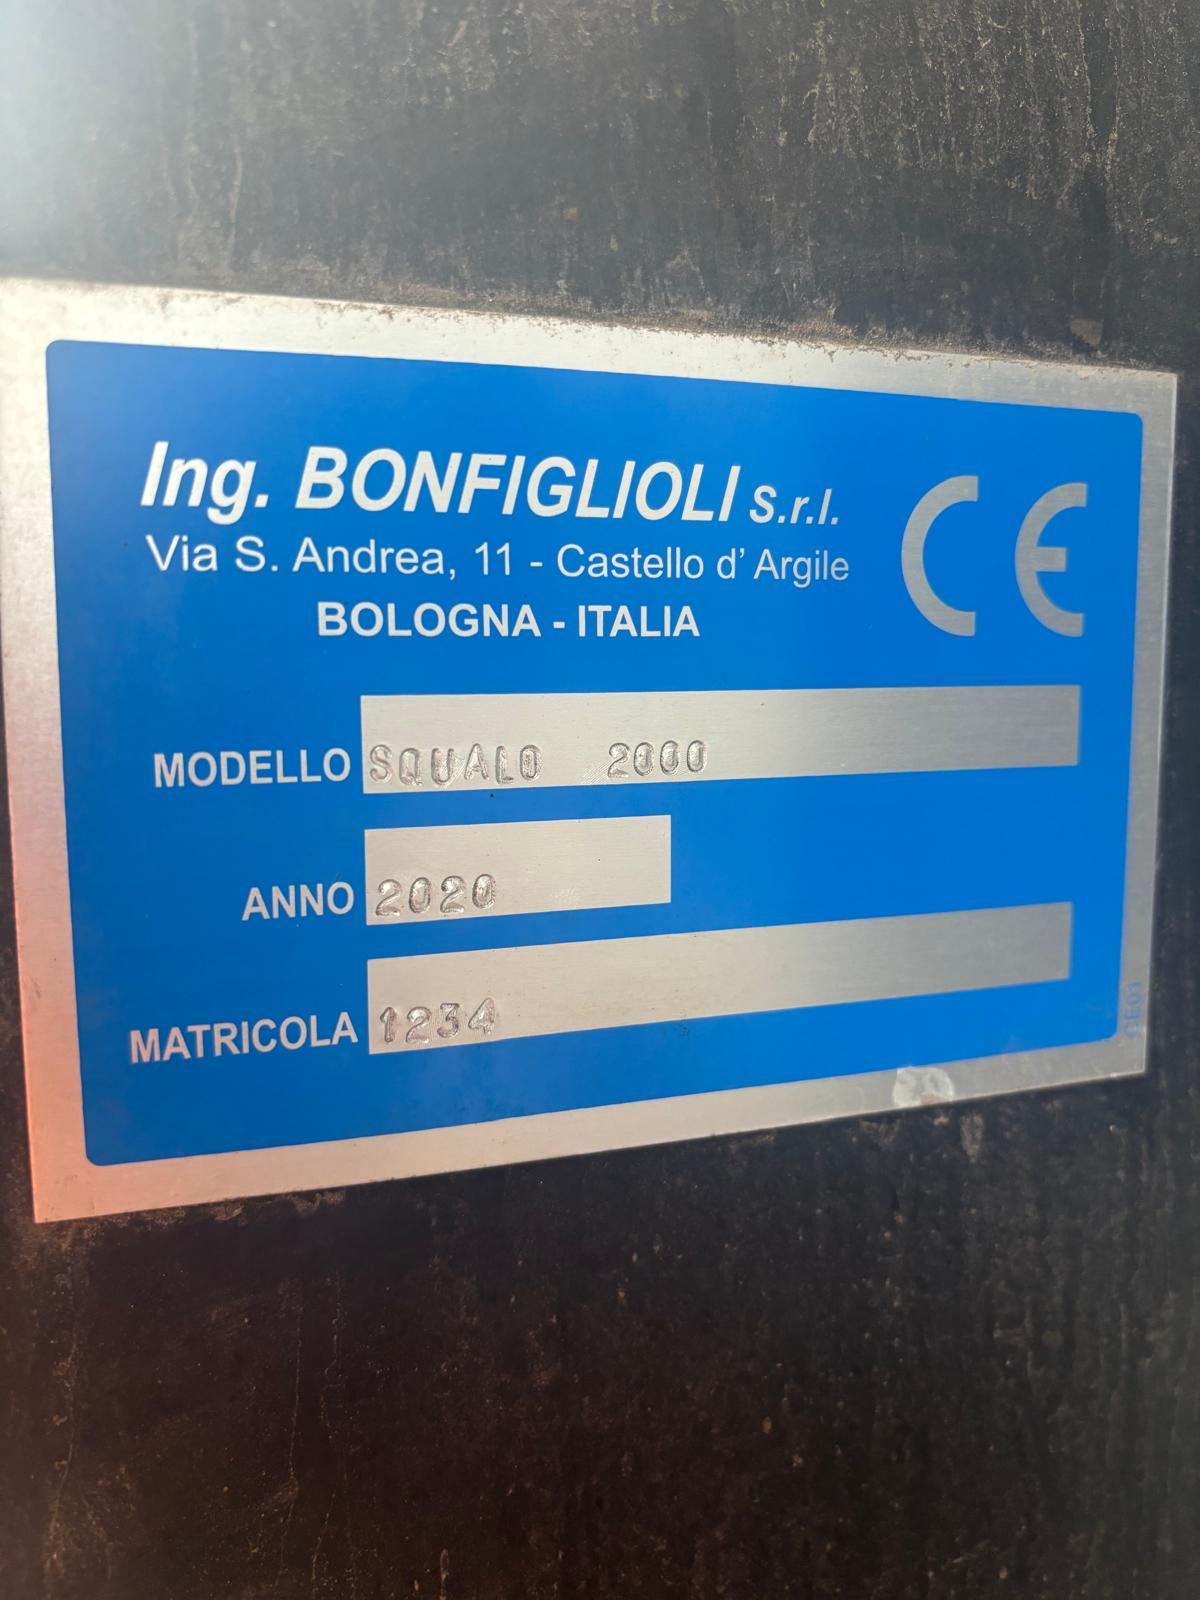 Ing. BONFIGLIOLI s.r.l.
Via S. Andrea, 11 - Castello d' Argile
BOLOGNA - ITALIA
CE
MODELLO SQUALO 2000
ANNO 2020
MATRICOLA 1234